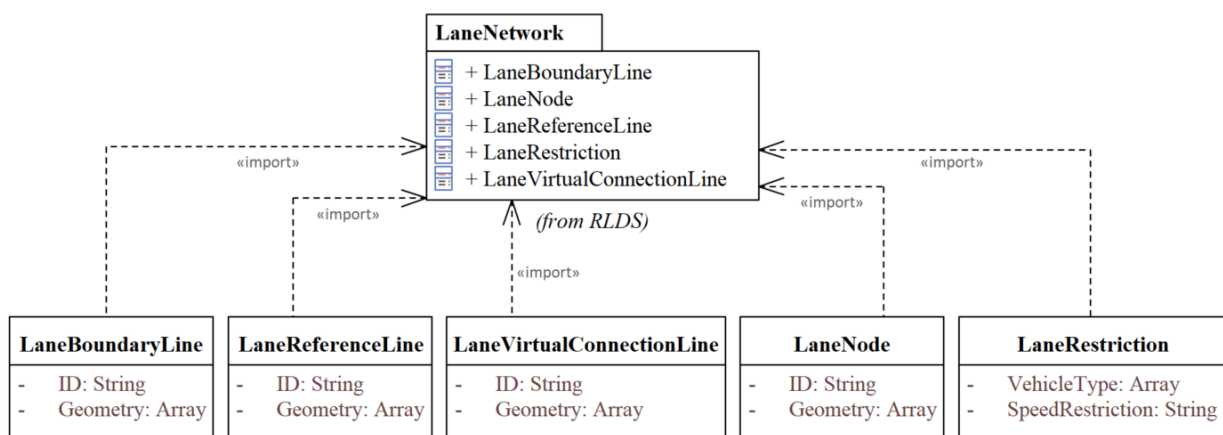 LaneNetwork
+ LaneBoundaryLine
+ LaneNode
+ LaneReferenceLine
+ LaneRestriction
+ LaneVirtualConnectionLine
(from RLDS)
«import»
«import»
«import»
«import»
«import»
LaneBoundaryLine
- ID: String
- Geometry: Array
LaneReferenceLine
- ID: String
- Geometry: Array
LaneVirtualConnectionLine
- ID: String
- Geometry: Array
LaneNode
- ID: String
- Geometry: Array
LaneRestriction
- VehicleType: Array
- SpeedRestriction: String